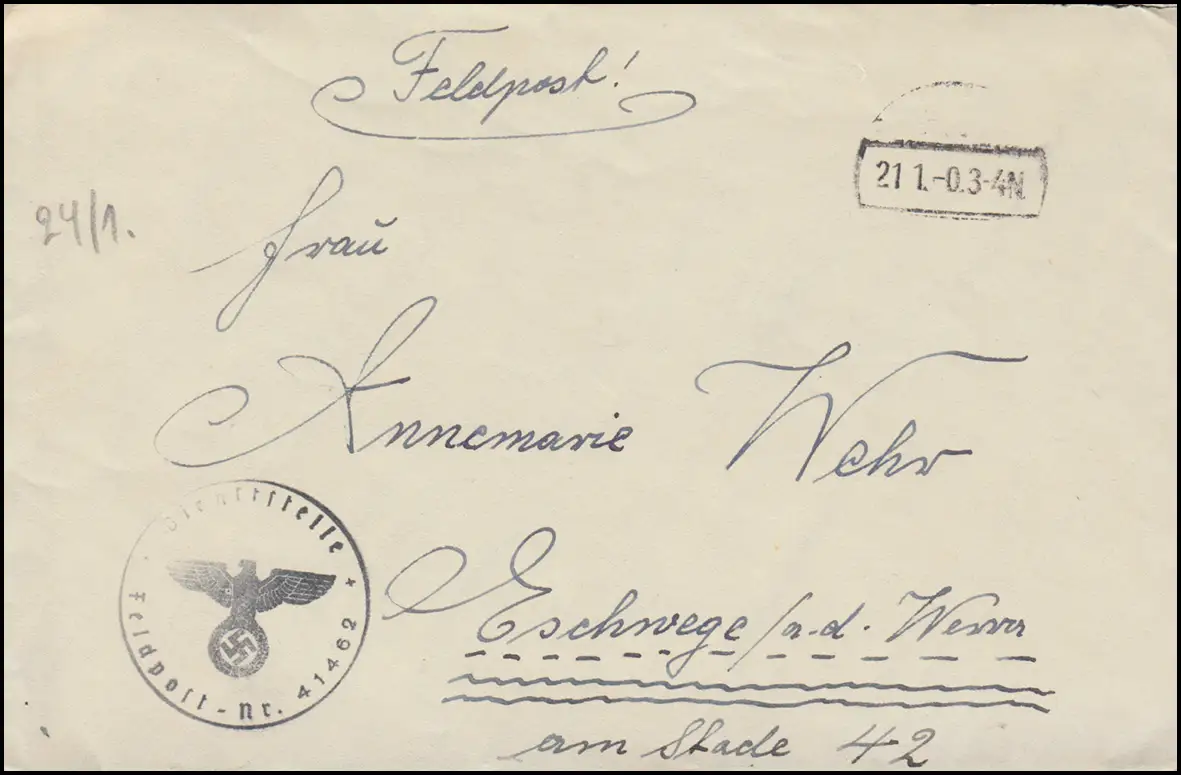 Feldpost!
21 1.-0.3-4N.
24/1.
Frau
Annemarie Wehr
Dienststelle
Feldpost-Nr. 41462 +
Eschwege/a.d. Werra
am Stade 42